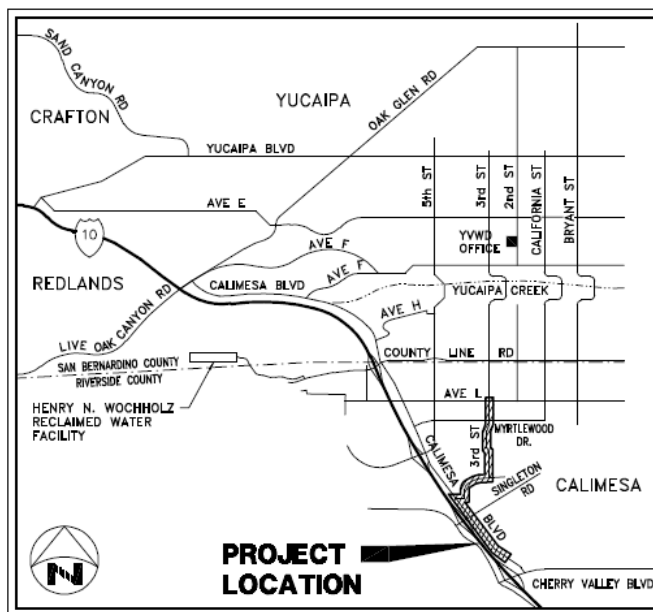 SAND
CANYON RD
CRAFTON
YUCAIPA
OAK GLEN RD
YUCAIPA BLVD
AVE E
5th ST
3rd ST
2nd ST
CALIFORNIA ST
BRYANT ST
YVWD
OFFICE
10
AVE F
AVE F
REDLANDS
CALIMESA BLVD
YUCAIPA CREEK
AVE H
LIVE OAK CANYON RD
COUNTY LINE RD
SAN BERNARDINO COUNTY
RIVERSIDE COUNTY
HENRY N. WOCHHOLZ
RECLAIMED WATER
FACILITY
AVE L
3rd ST
MYRTLEWOOD
DR.
CALIMESA
BLVD
SINGLETON
RD
CALIMESA
N
PROJECT
LOCATION
CHERRY VALLEY BLVD